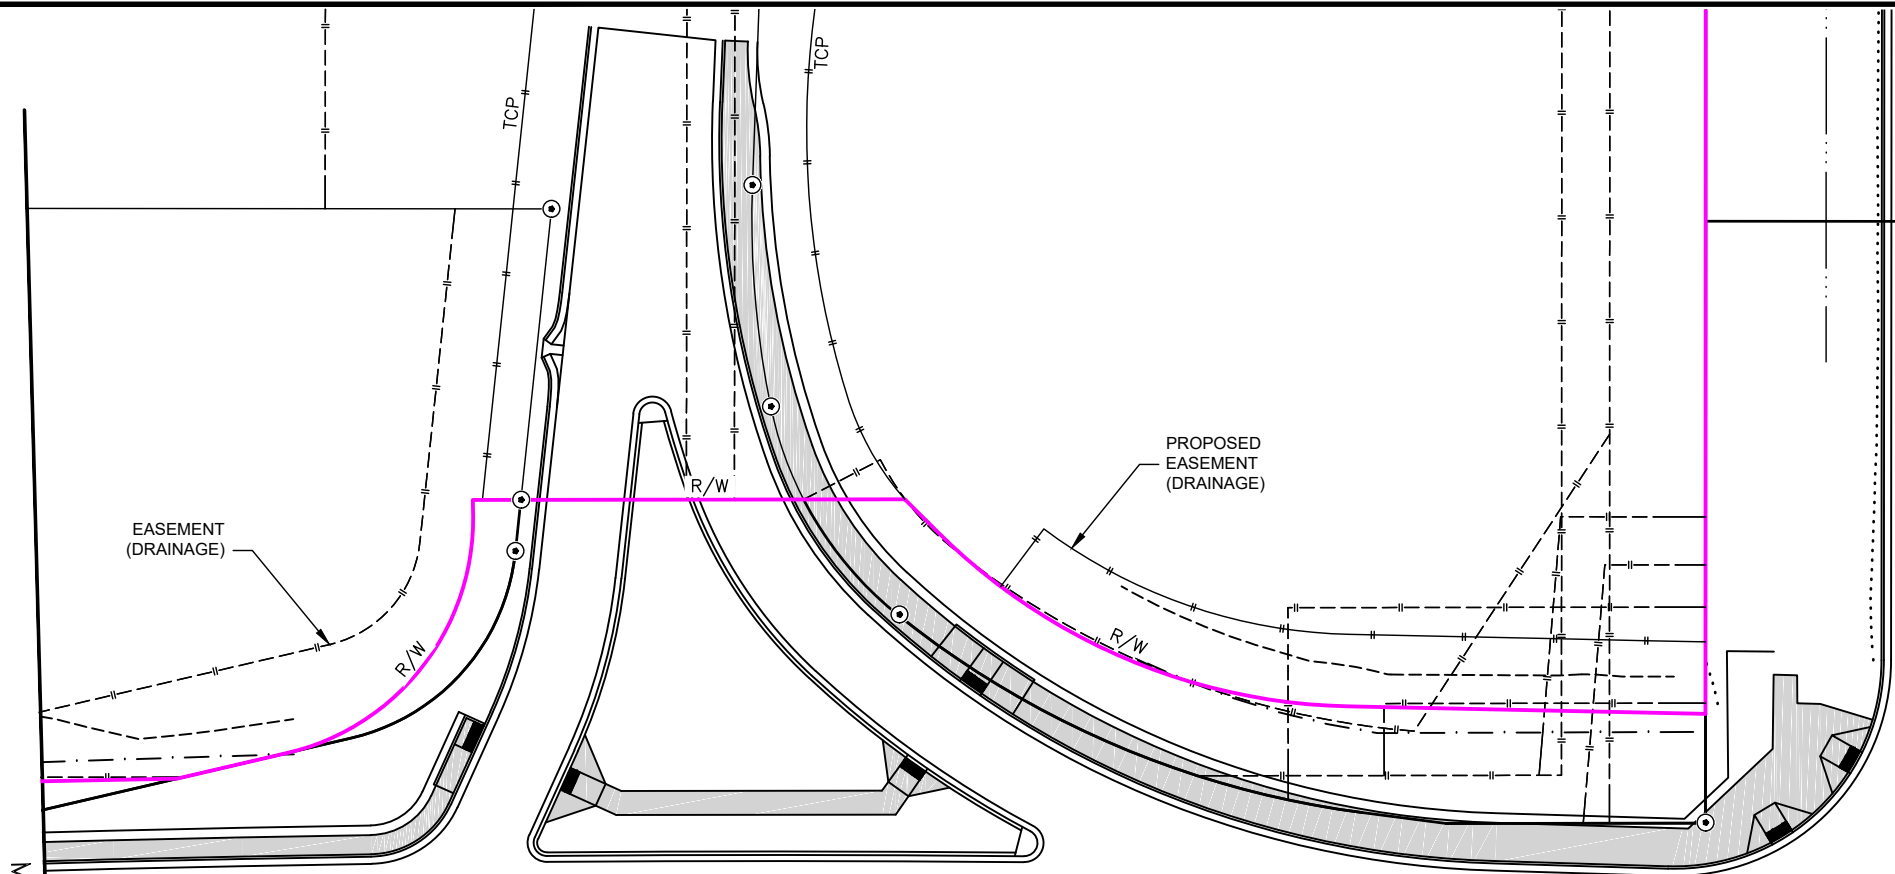 TCP
TCP
R/W
PROPOSED
EASEMENT
(DRAINAGE)
EASEMENT
(DRAINAGE)
R/W
R/W
M